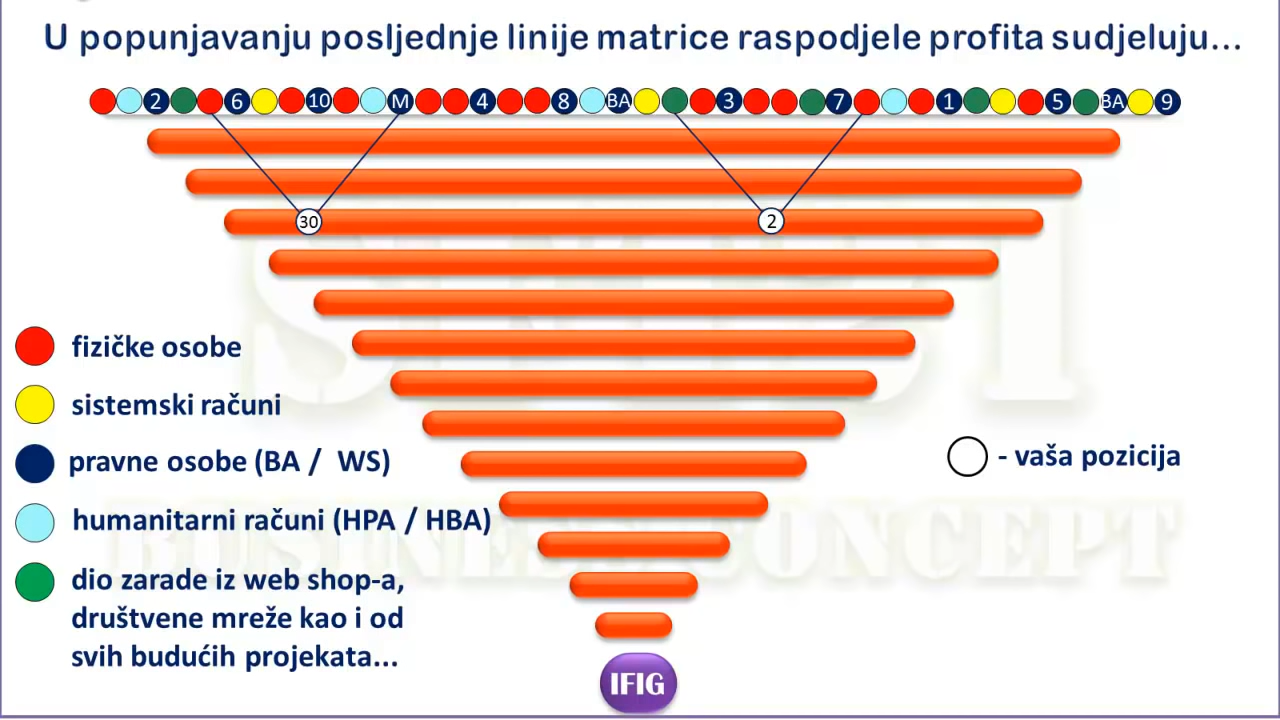 U popunjavanju posljednje linije matrice raspodjele profita sudjeluju...
2 6 10 M 4 8 BA 3 7 1 5 BA 9
30 2
fizičke osobe
sistemski računi
pravne osobe (BA / WS)
- vaša pozicija
humanitarni računi (HPA / HBA)
dio zarade iz web shop-a,
društvene mreže kao i od
svih budućih projekata...
BUSINESS CONCEPT
IFIG